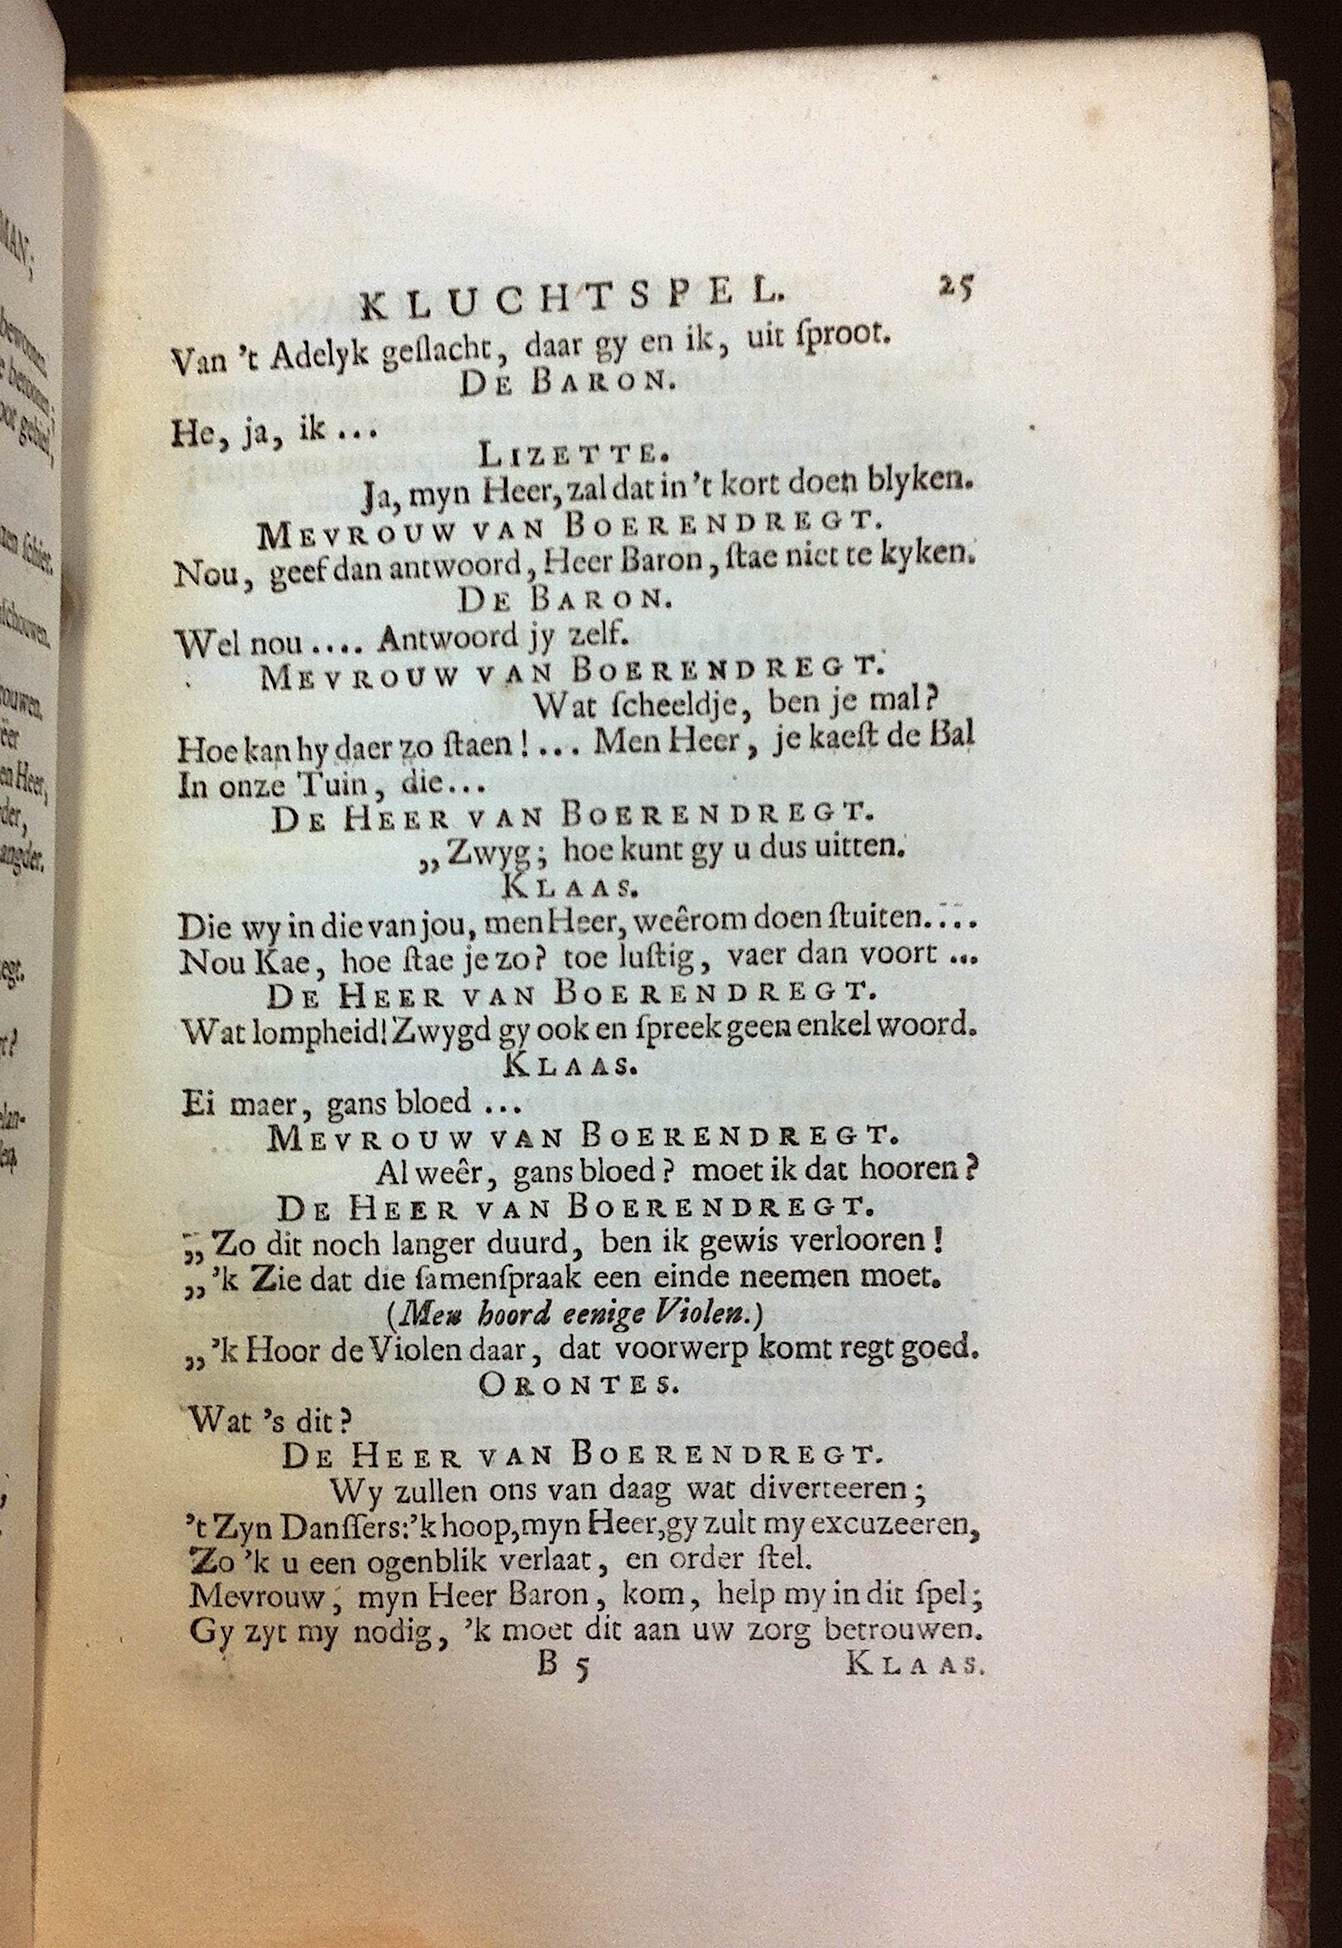 KLUCHTSPEL. 25
Van 't Adelyk geſlacht, daar gy en ik, uit ſproot.
DE BARON.
He, ja, ik ...
LIZETTE.
Ja, myn Heer, zal dat in 't kort doen blyken.
MEVROUW VAN BOERENDREGT.
Nou, geef dan antwoord, Heer Baron, ſtae niet te kyken.
DE BARON.
Wel nou .... Antwoord jy zelf.
MEVROUW VAN BOERENDREGT.
Wat ſcheeldje, ben je mal?
Hoe kan hy daer zo ſtaen! ... Men Heer, je kaeſt de Bal
In onze Tuin, die...
DE HEER VAN BOERENDREGT.
„Zwyg; hoe kunt gy u dus uitten.
KLAAS.
Die wy in die van jou, men Heer, weêrom doen ſtuiten....
Nou Kae, hoe ſtae je zo? toe luſtig, vaer dan voort ...
DE HEER VAN BOERENDREGT.
Wat lompheid! Zwygd gy ook en ſpreek geen enkel woord.
KLAAS.
Ei maer, gans bloed ...
MEVROUW VAN BOERENDREGT.
Al weêr, gans bloed? moet ik dat hooren?
DE HEER VAN BOERENDREGT.
„Zo dit noch langer duurd, ben ik gewis verlooren!
„'k Zie dat die ſamenſpraak een einde neemen moet.
(Men hoord eenige Violen.)
„'k Hoor de Violen daar, dat voorwerp komt regt goed.
ORONTES.
Wat 's dit?
DE HEER VAN BOERENDREGT.
Wy zullen ons van daag wat diverteeren;
't Zyn Danſſers: 'k hoop, myn Heer, gy zult my excuzeeren,
Zo 'k u een ogenblik verlaat, en order ſtel.
Mevrouw, myn Heer Baron, kom, help my in dit ſpel;
Gy zyt my nodig, 'k moet dit aan uw zorg betrouwen.
B 5 KLAAS.